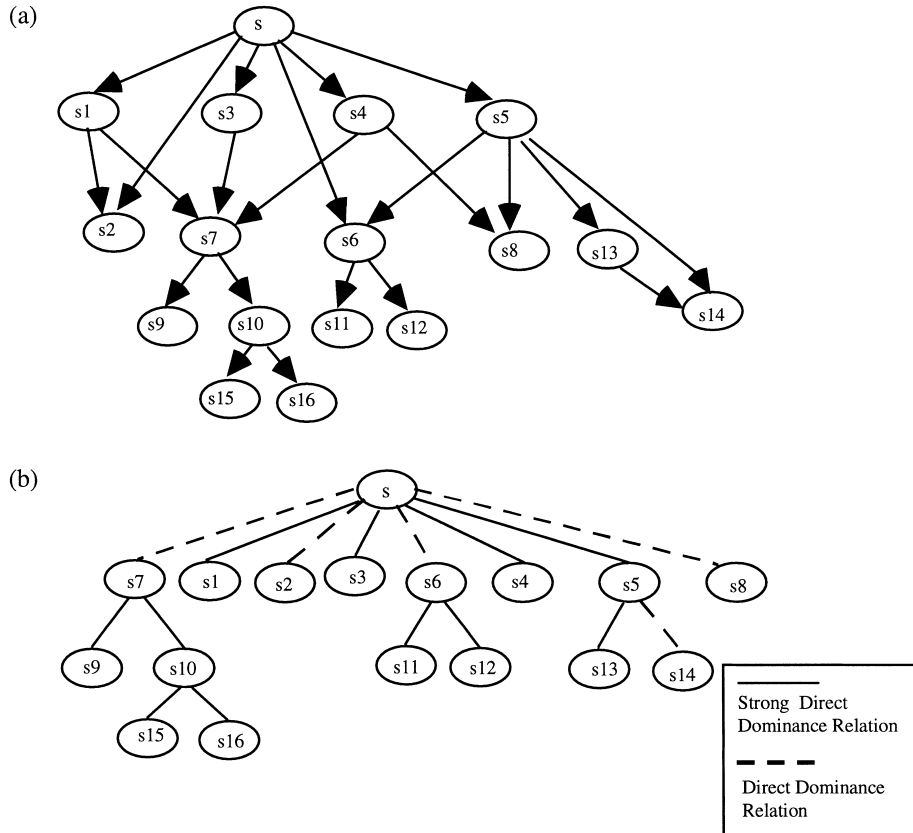 (a)
s
s1
s3
s4
s5
s2
s7
s6
s8
s13
s14
s9
s10
s11
s12
s15
s16
(b)
s
s7
s1
s2
s3
s6
s4
s5
s8
s9
s10
s11
s12
s13
s14
s15
s16
Strong Direct
Dominance Relation
Direct Dominance
Relation